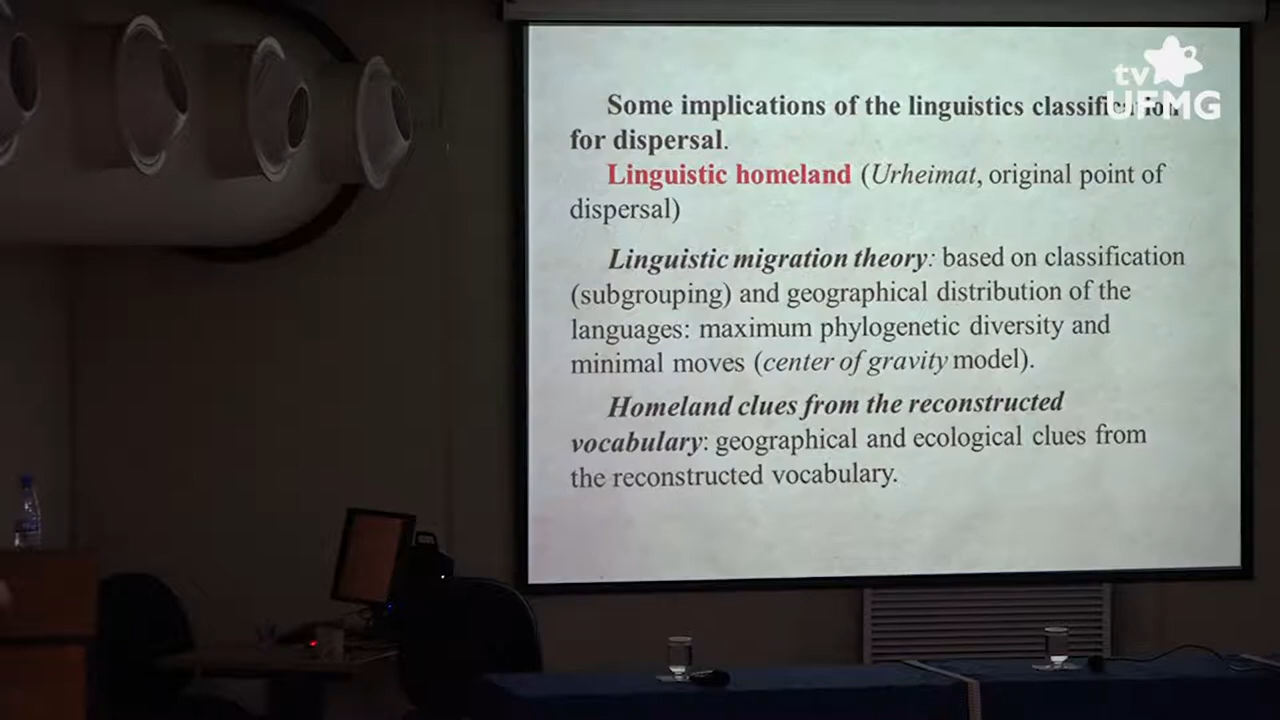 tv
UFMG
Some implications of the linguistics classification
for dispersal.
Linguistic homeland (Urheimat, original point of
dispersal)
Linguistic migration theory: based on classification
(subgrouping) and geographical distribution of the
languages: maximum phylogenetic diversity and
minimal moves (center of gravity model).
Homeland clues from the reconstructed
vocabulary: geographical and ecological clues from
the reconstructed vocabulary.